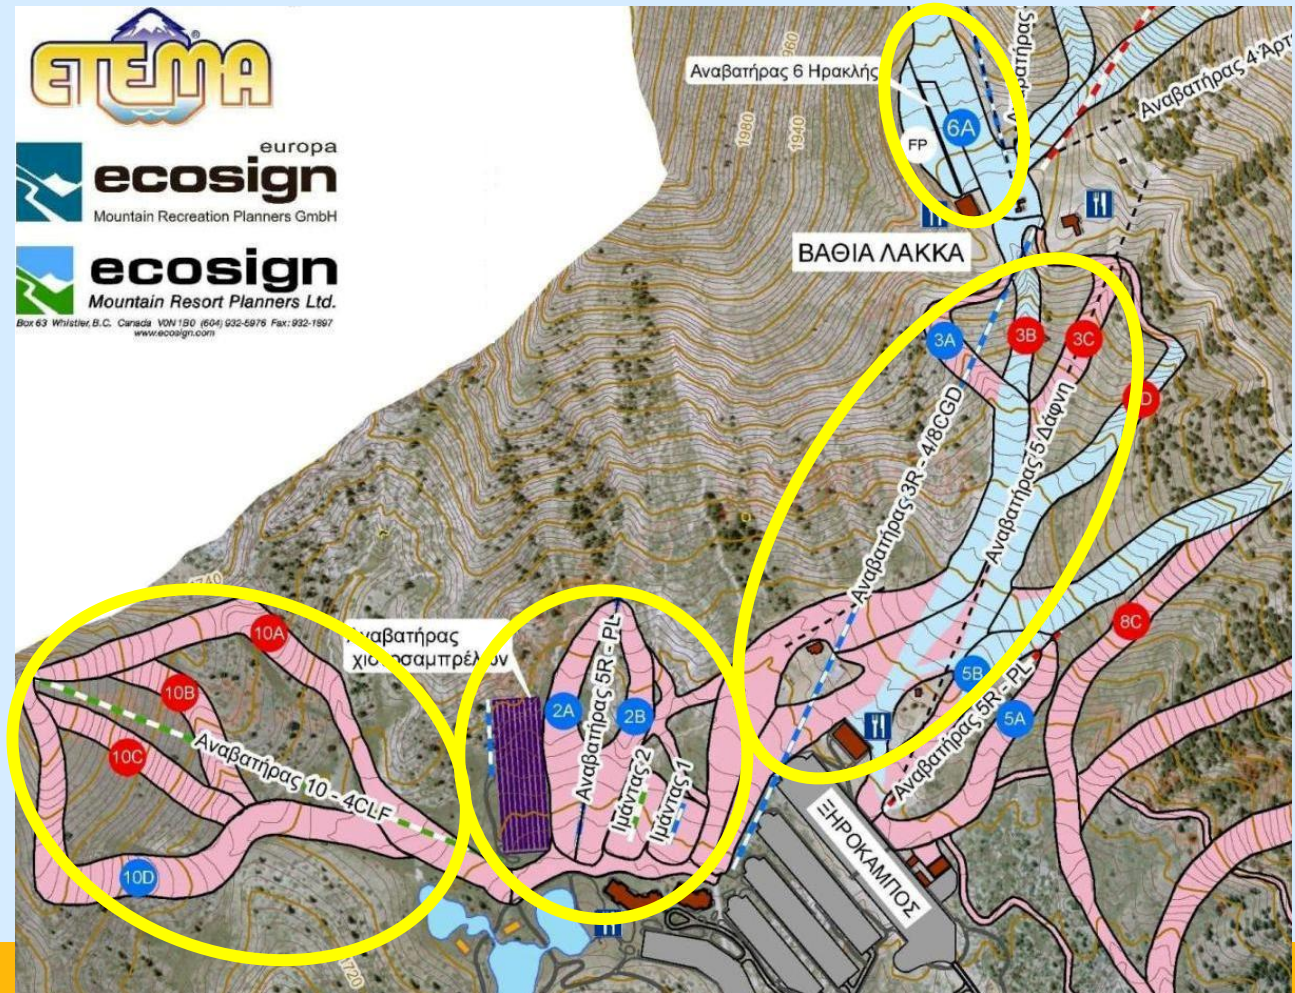 ETEMA
europa
ecosign
Mountain Recreation Planners GmbH
ecosign
Mountain Resort Planners Ltd.
Box 63 Whistler, B.C. Canada V0N 1B0 (604) 932-5976 Fax: 932-1897
www.ecosign.com
Αναβατήρας 6 Ηρακλής
Αναβατήρας 4 Άρτ
1960
1980
1940
6A
FP
ΒΑΘΙΑ ΛΑΚΚΑ
3A
3B
3C
D
Αναβατήρας 3R - 4/8CGD
Αναβατήρας 5 Δάφνη
1740
10A
Αναβατήρας
10B
10C
Αναβατήρας 10 - 4CLF
10D
2A
Αναβατήρας 5R - PL
2B
Ιμάντας 2
Ιμάντας 1
8C
5B
5A
Αναβατήρας 5R - PL
ΞΗΡΟΚΑΜΠΟΣ
1720